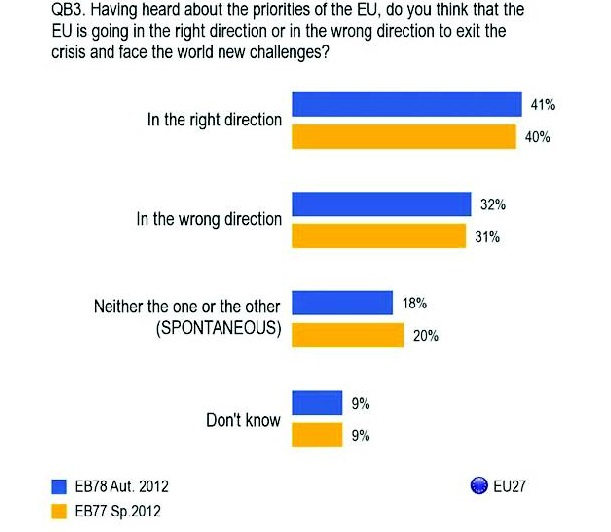 QB3. Having heard about the priorities of the EU, do you think that the
EU is going in the right direction or in the wrong direction to exit the
crisis and face the world new challenges?
In the right direction
41%
40%
In the wrong direction
32%
31%
Neither the one or the other
(SPONTANEOUS)
18%
20%
Don't know
9%
9%
EB78 Aut. 2012
EU27
EB77 Sp.2012